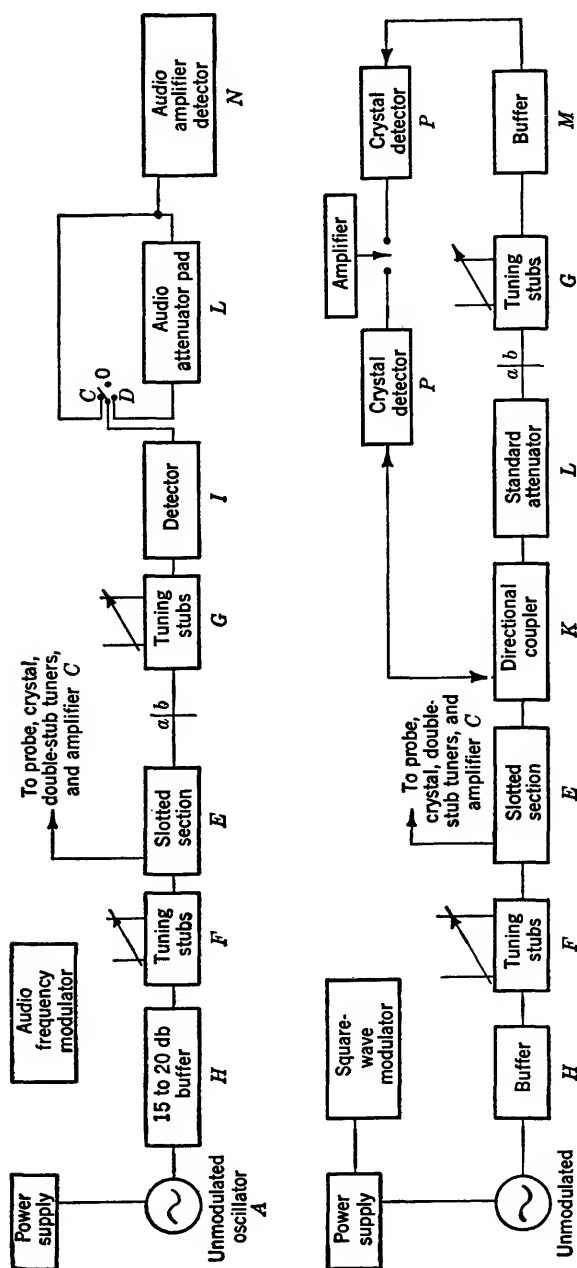 Power
supply
Unmodulated
oscillator
A
Audio
frequency
modulator
15 to 20 db
buffer
H
Tuning
stubs
F
To probe, crystal,
double-stub tuners,
and amplifier C
Slotted
section
E
a|b
Tuning
stubs
G
Detector
I
C
O
D
Audio
attenuator
pad
L
Audio
amplifier
detector
N
Power
supply
Unmodulated
Square-
wave
modulator
Buffer
H
Tuning
stubs
F
To probe,
crystal, double-
stub tuners, and
amplifier C
Slotted
section
E
Directional
coupler
K
Standard
attenuator
L
a|b
Tuning
stubs
G
Buffer
M
Crystal
detector
P
Amplifier
Crystal
detector
P